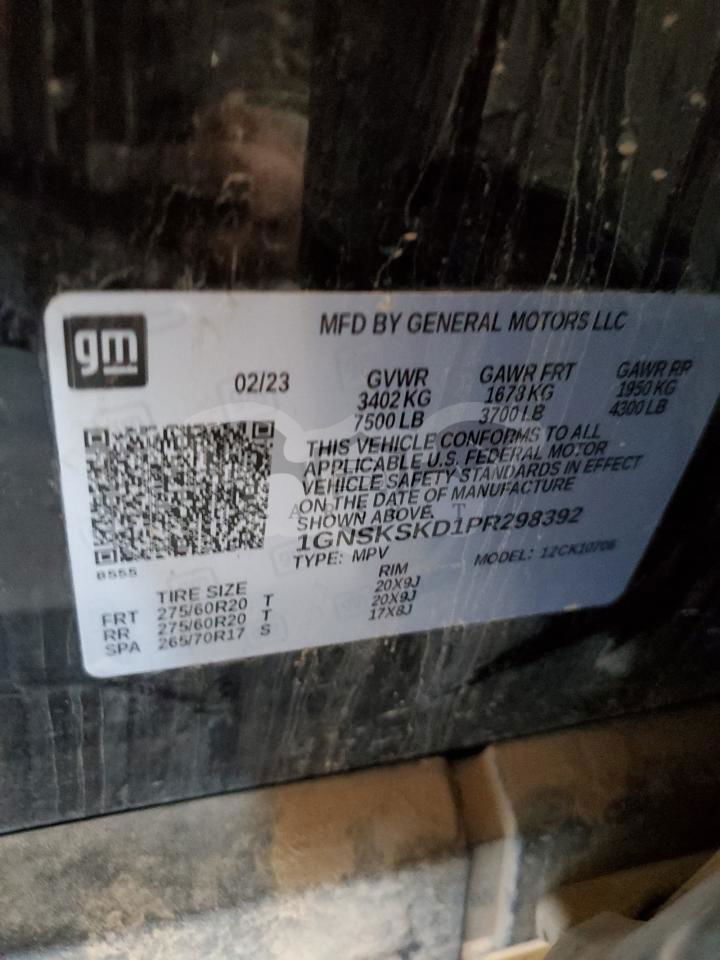 gm
MFD BY GENERAL MOTORS LLC
02/23
GVWR GAWR FRT GAWR RR
3402 KG 1678 KG 1950 KG
7500 LB 3700 LB 4300 LB
THIS VEHICLE CONFORMS TO ALL
APPLICABLE U.S. FEDERAL MOTOR
VEHICLE SAFETY STANDARDS IN EFFECT
ON THE DATE OF MANUFACTURE
SHOWN ABOVE.
1GNSKSKD1PR298392
TYPE: MPV MODEL: 12CK10706
B555
TIRE SIZE RIM
FRT 275/60R20 T 20X9J
RR 275/60R20 T 20X9J
SPA 265/70R17 S 17X8J